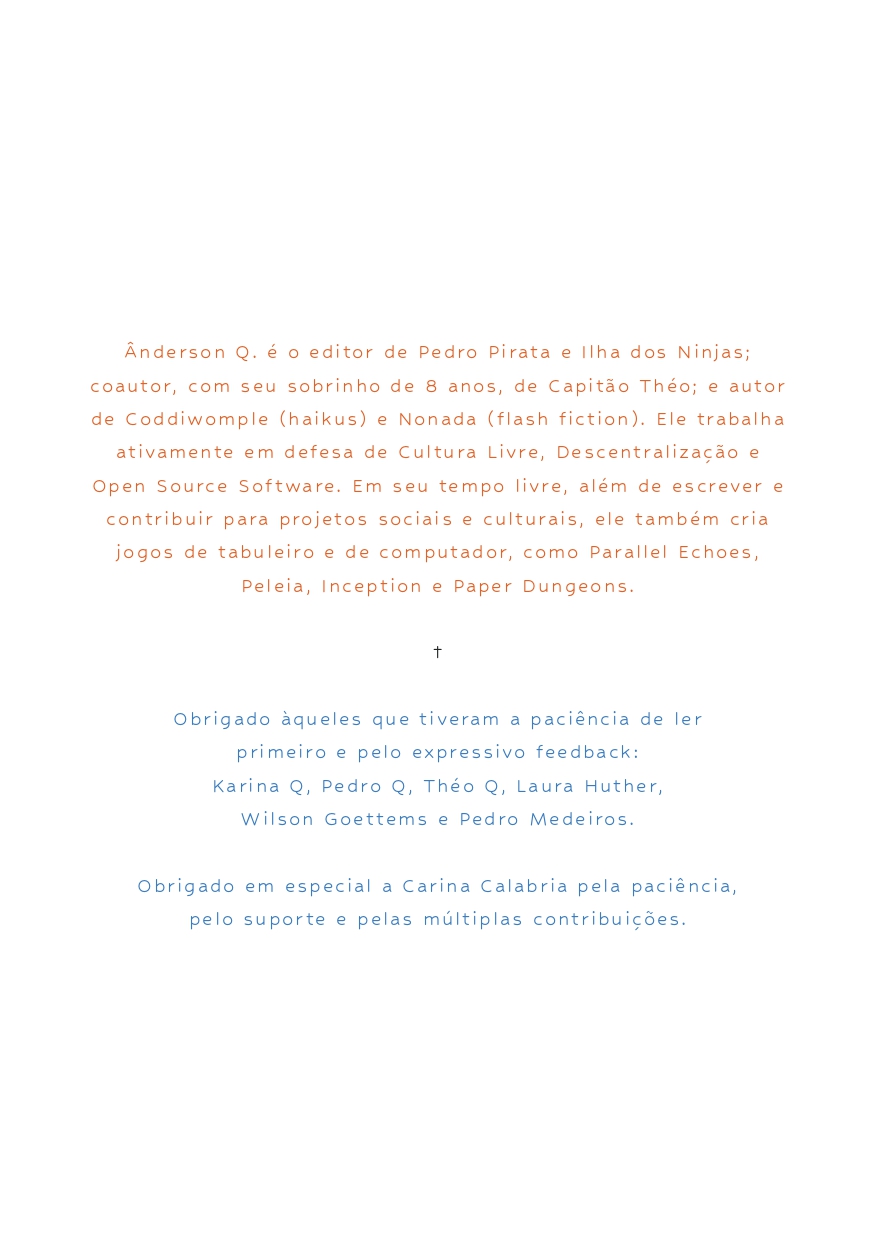 Ânderson Q. é o editor de Pedro Pirata e Ilha dos Ninjas;
coautor, com seu sobrinho de 8 anos, de Capitão Théo; e autor
de Coddiwomple (haikus) e Nonada (flash fiction). Ele trabalha
ativamente em defesa de Cultura Livre, Descentralização e
Open Source Software. Em seu tempo livre, além de escrever e
contribuir para projetos sociais e culturais, ele também cria
jogos de tabuleiro e de computador, como Parallel Echoes,
Peleia, Inception e Paper Dungeons.
†
Obrigado àqueles que tiveram a paciência de ler
primeiro e pelo expressivo feedback:
Karina Q, Pedro Q, Théo Q, Laura Huther,
Wilson Goettems e Pedro Medeiros.
Obrigado em especial a Carina Calabria pela paciência,
pelo suporte e pelas múltiplas contribuições.